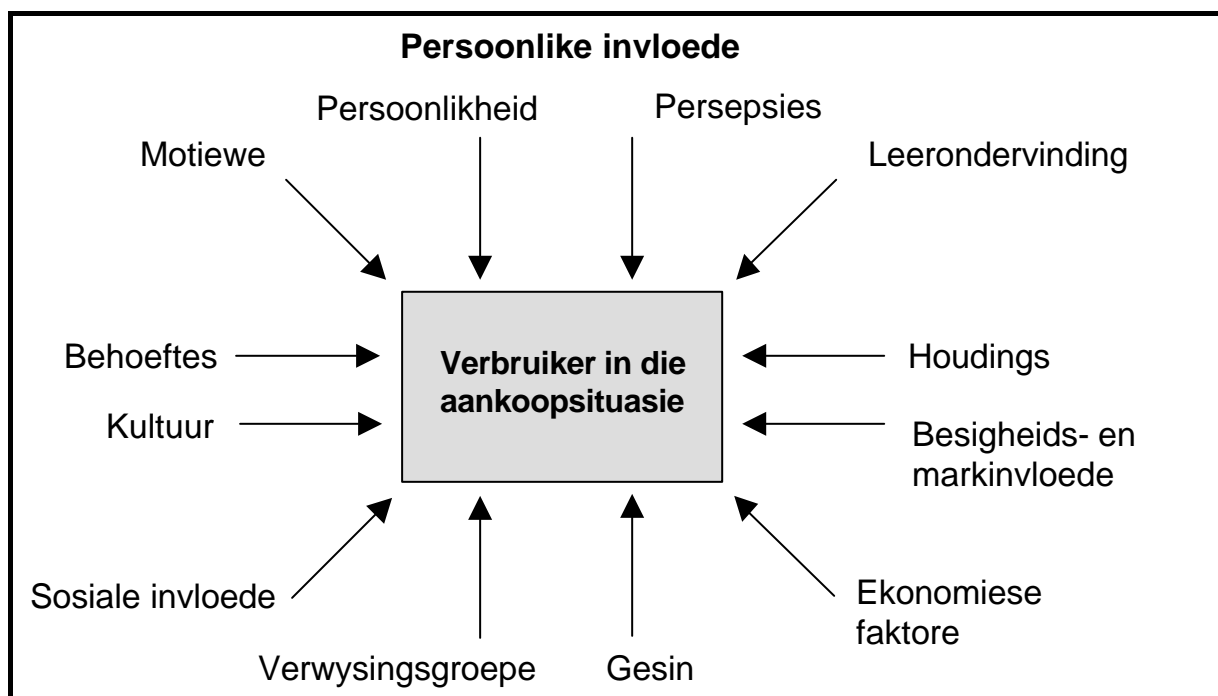 Persoonlike invloede
Persoonlikheid
Persepsies
Motiewe
Leerondervinding
Behoeftes
Verbruiker in die
aankoopsituasie
Houdings
Kultuur
Besigheids- en
markinvloede
Sosiale invloede
Ekonomiese
faktore
Verwysingsgroepe
Gesin